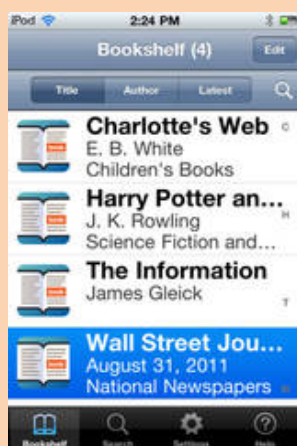 iPod 2:24 PM
Bookshelf (4) Edit
Title Author Latest
Charlotte's Web
E. B. White
Children's Books
Harry Potter an...
J. K. Rowling
Science Fiction and...
The Information
James Gleick
Wall Street Jou...
August 31, 2011
National Newspapers
Bookshelf Search Settings Help